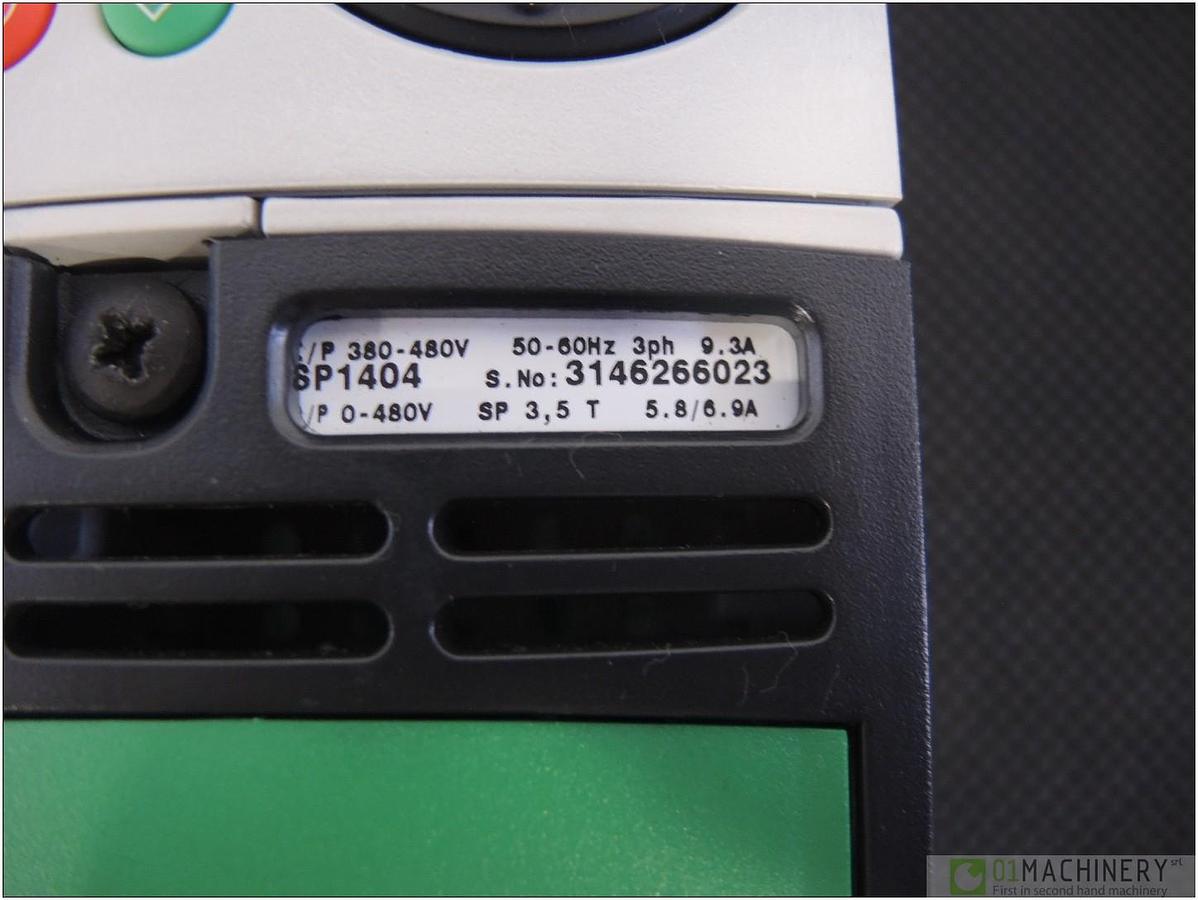 /P 380-480V 50-60Hz 3ph 9.3A
SP1404 S.No: 3146266023
/P 0-480V SP 3,5 T 5.8/6.9A
01MACHINERY srl
First in second hand machinery